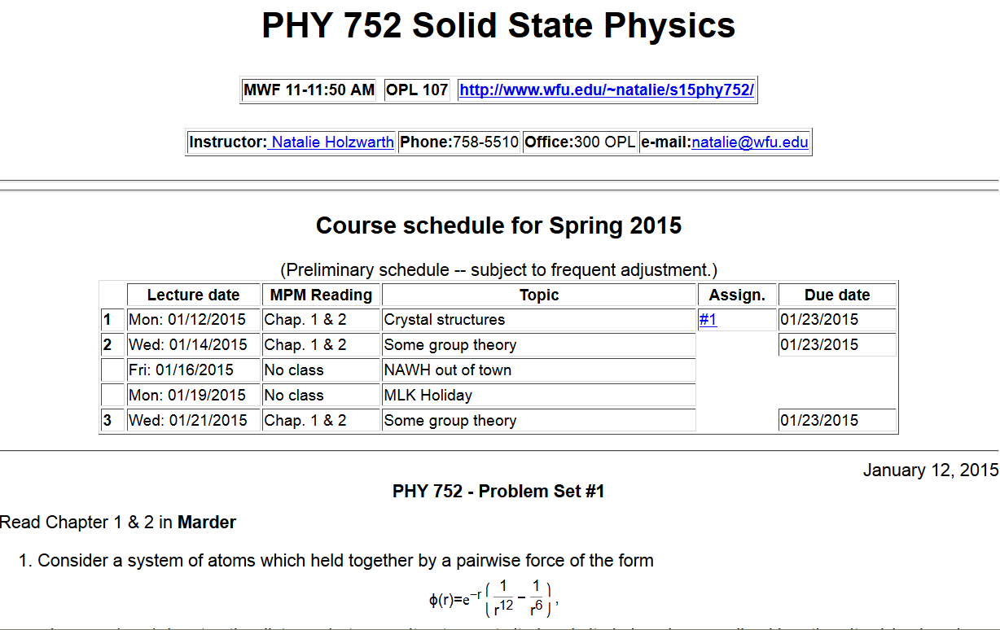 PHY 752 Solid State Physics
MWF 11-11:50 AM OPL 107 http://www.wfu.edu/~natalie/s15phy752/
Instructor: Natalie Holzwarth Phone:758-5510 Office:300 OPL e-mail:natalie@wfu.edu
Course schedule for Spring 2015
(Preliminary schedule -- subject to frequent adjustment.)
Lecture date MPM Reading Topic Assign. Due date
1 Mon: 01/12/2015 Chap. 1 & 2 Crystal structures #1 01/23/2015
2 Wed: 01/14/2015 Chap. 1 & 2 Some group theory 01/23/2015
Fri: 01/16/2015 No class NAWH out of town
Mon: 01/19/2015 No class MLK Holiday
3 Wed: 01/21/2015 Chap. 1 & 2 Some group theory 01/23/2015
January 12, 2015
PHY 752 - Problem Set #1
Read Chapter 1 & 2 in Marder
1. Consider a system of atoms which held together by a pairwise force of the form
ϕ(r)=e^{−r}(1/r^{12} − 1/r^{6}),